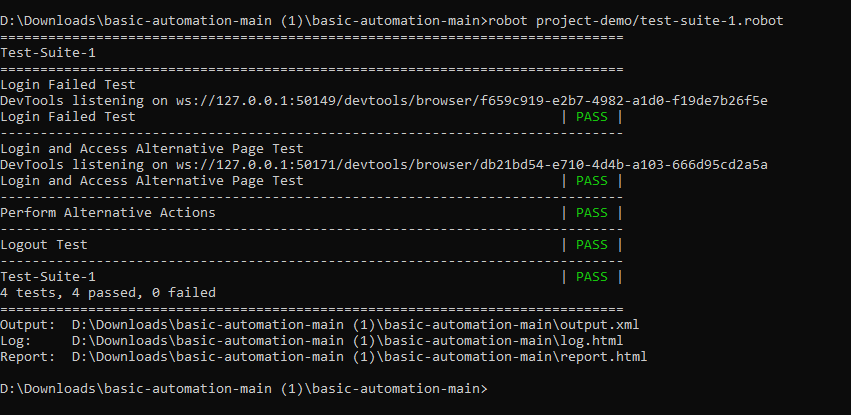 D:\Downloads\basic-automation-main (1)\basic-automation-main>robot project-demo/test-suite-1.robot
==============================================================================
Test-Suite-1
==============================================================================
Login Failed Test
DevTools listening on ws://127.0.0.1:50149/devtools/browser/f659c919-e2b7-4982-a1d0-f19de7b26f5e
Login Failed Test                                                     | PASS |
------------------------------------------------------------------------------
Login and Access Alternative Page Test
DevTools listening on ws://127.0.0.1:50171/devtools/browser/db21bd54-e710-4d4b-a103-666d95cd2a5a
Login and Access Alternative Page Test                                | PASS |
------------------------------------------------------------------------------
Perform Alternative Actions                                           | PASS |
------------------------------------------------------------------------------
Logout Test                                                           | PASS |
------------------------------------------------------------------------------
Test-Suite-1                                                          | PASS |
4 tests, 4 passed, 0 failed
==============================================================================
Output:  D:\Downloads\basic-automation-main (1)\basic-automation-main\output.xml
Log:     D:\Downloads\basic-automation-main (1)\basic-automation-main\log.html
Report:  D:\Downloads\basic-automation-main (1)\basic-automation-main\report.html
D:\Downloads\basic-automation-main (1)\basic-automation-main>